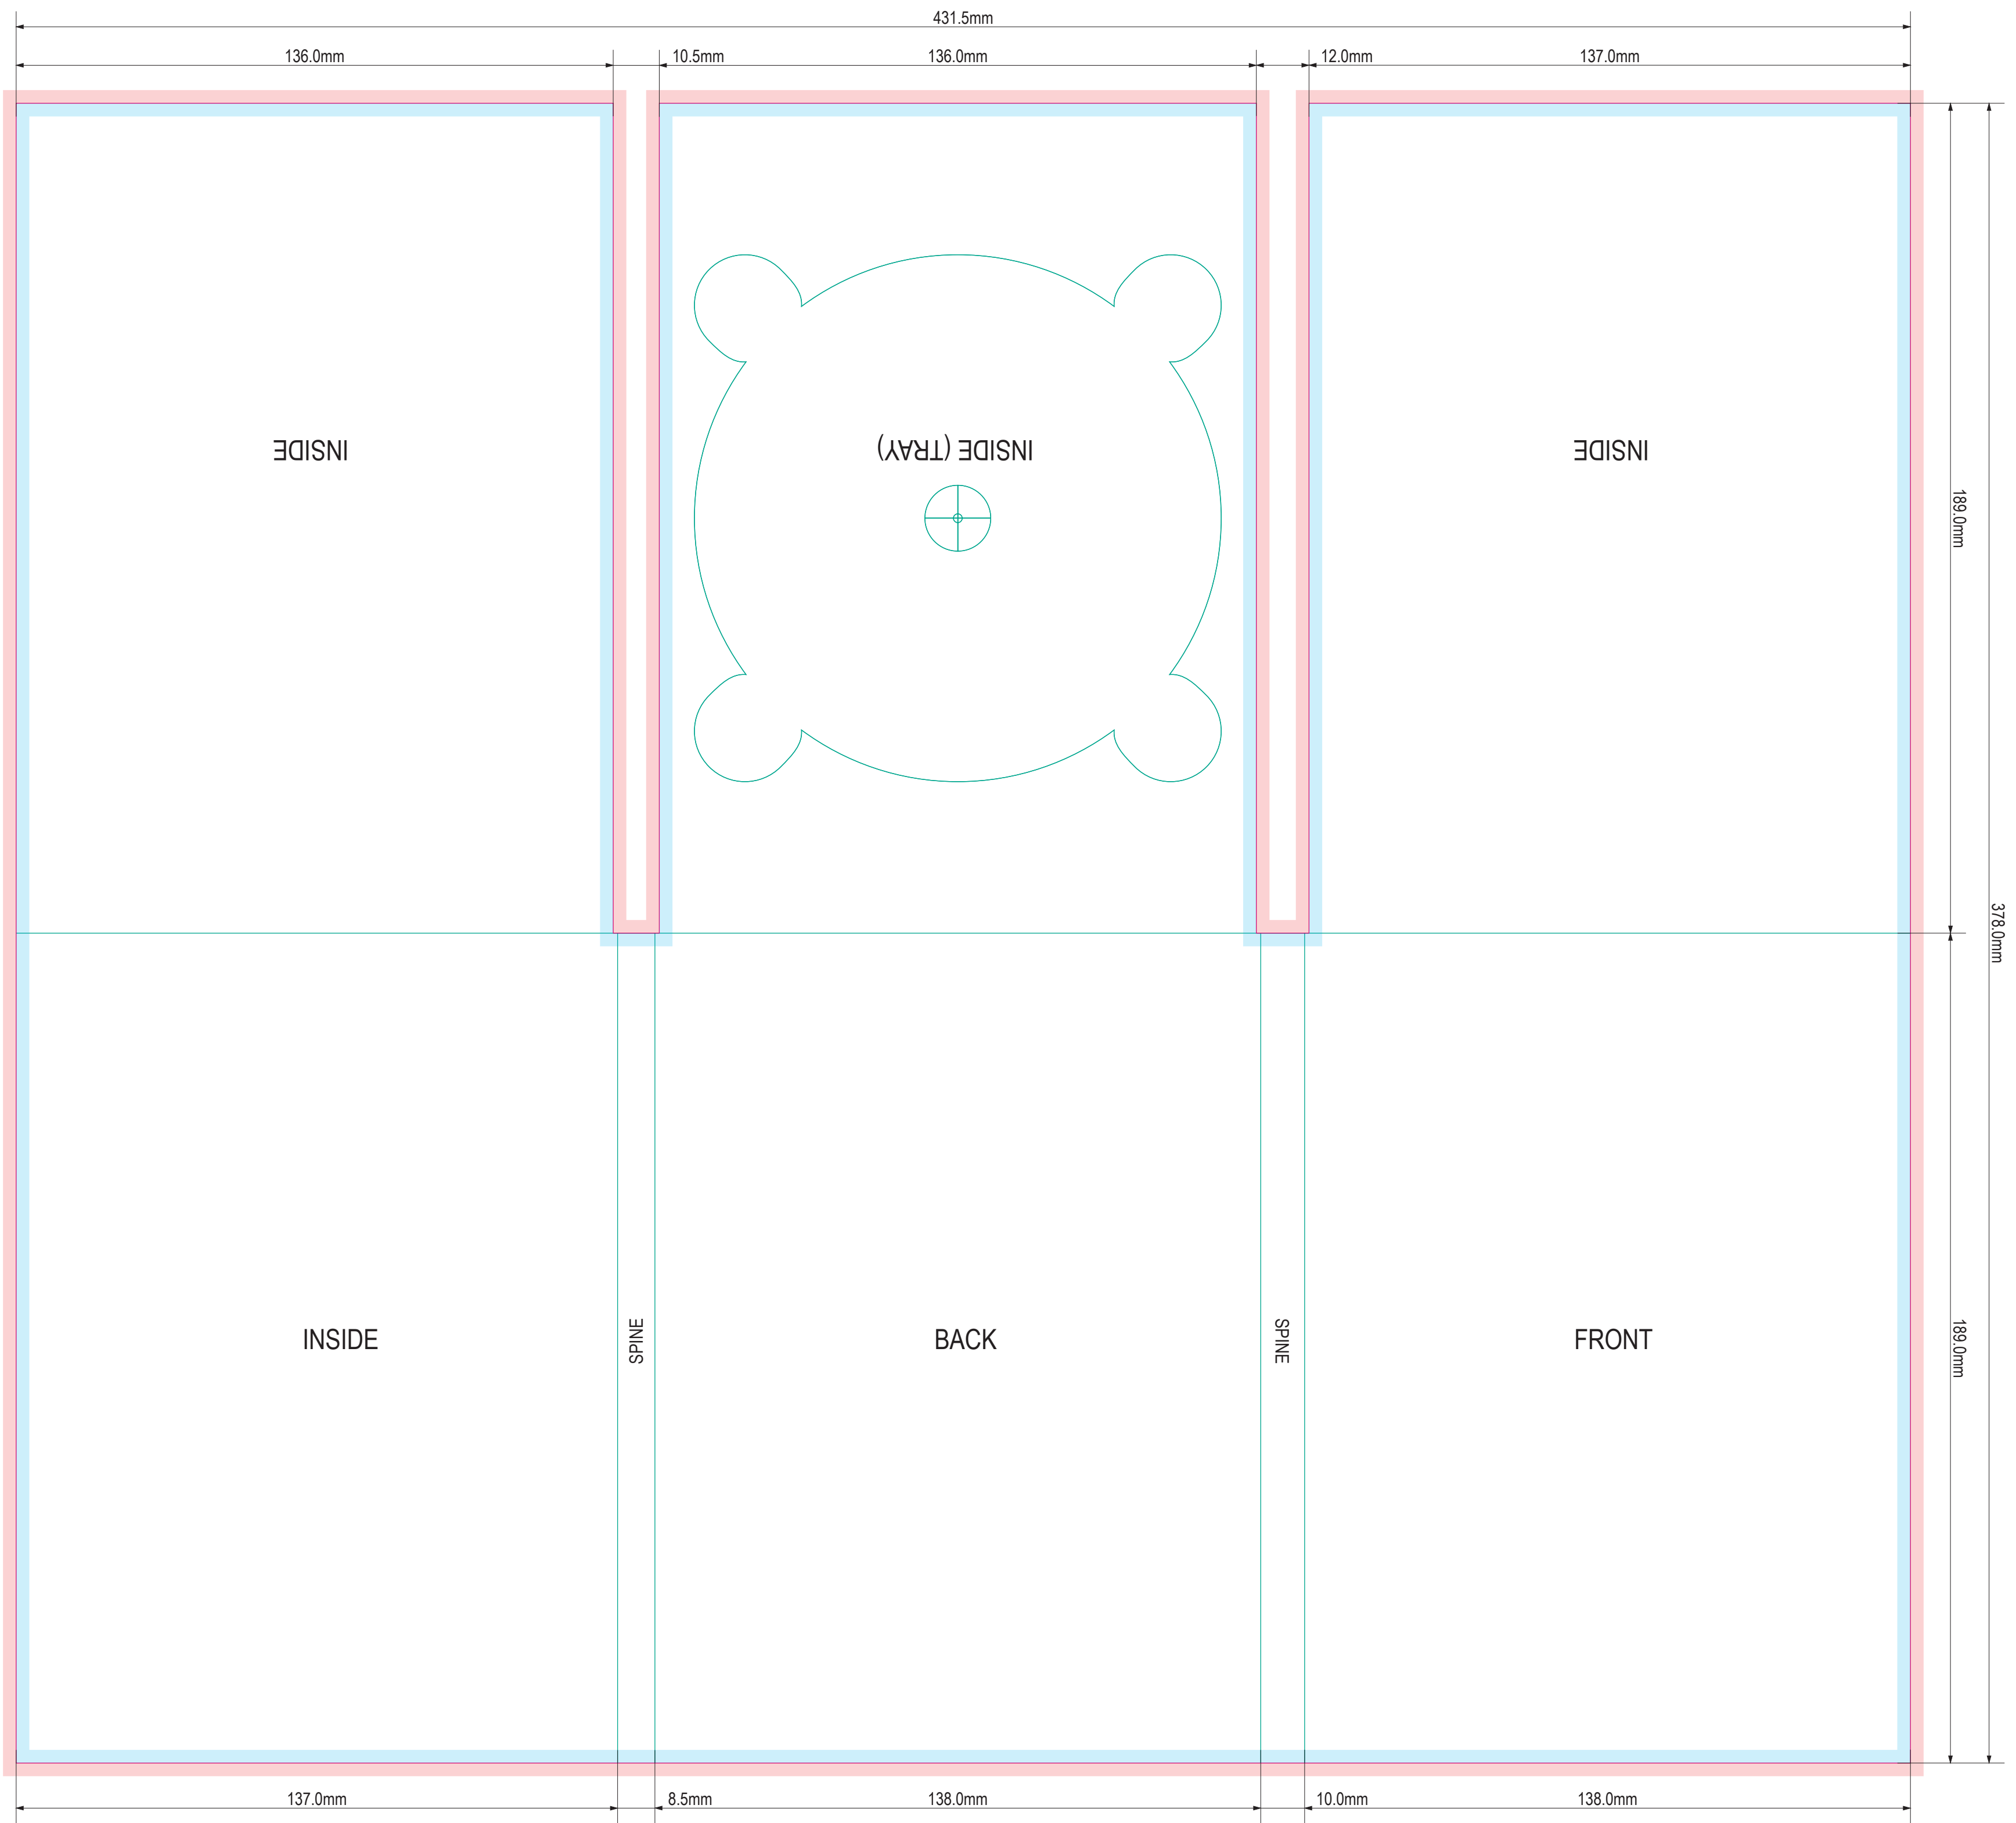 431.5mm
136.0mm
10.5mm
136.0mm
12.0mm
137.0mm
INSIDE
INSIDE (TRAY)
INSIDE
189.0mm
378.0mm
INSIDE
SPINE
BACK
SPINE
FRONT
189.0mm
137.0mm
8.5mm
138.0mm
10.0mm
138.0mm